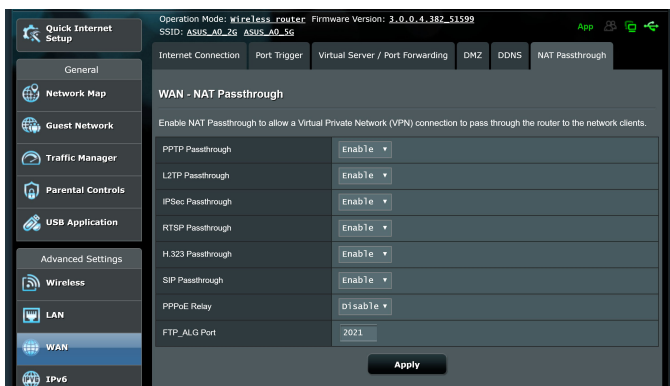 Quick Internet
Setup
Operation Mode: Wireless router Firmware Version: 3.0.0.4.382_51599
SSID: ASUS_A0_2G ASUS_A0_5G
App
General
Network Map
Guest Network
Traffic Manager
Parental Controls
USB Application
Advanced Settings
Wireless
LAN
WAN
IPv6
Internet Connection
Port Trigger
Virtual Server / Port Forwarding
DMZ
DDNS
NAT Passthrough
WAN - NAT Passthrough
Enable NAT Passthrough to allow a Virtual Private Network (VPN) connection to pass through the router to the network clients.
PPTP Passthrough Enable
L2TP Passthrough Enable
IPSec Passthrough Enable
RTSP Passthrough Enable
H.323 Passthrough Enable
SIP Passthrough Enable
PPPoE Relay Disable
FTP_ALG Port 2021
Apply